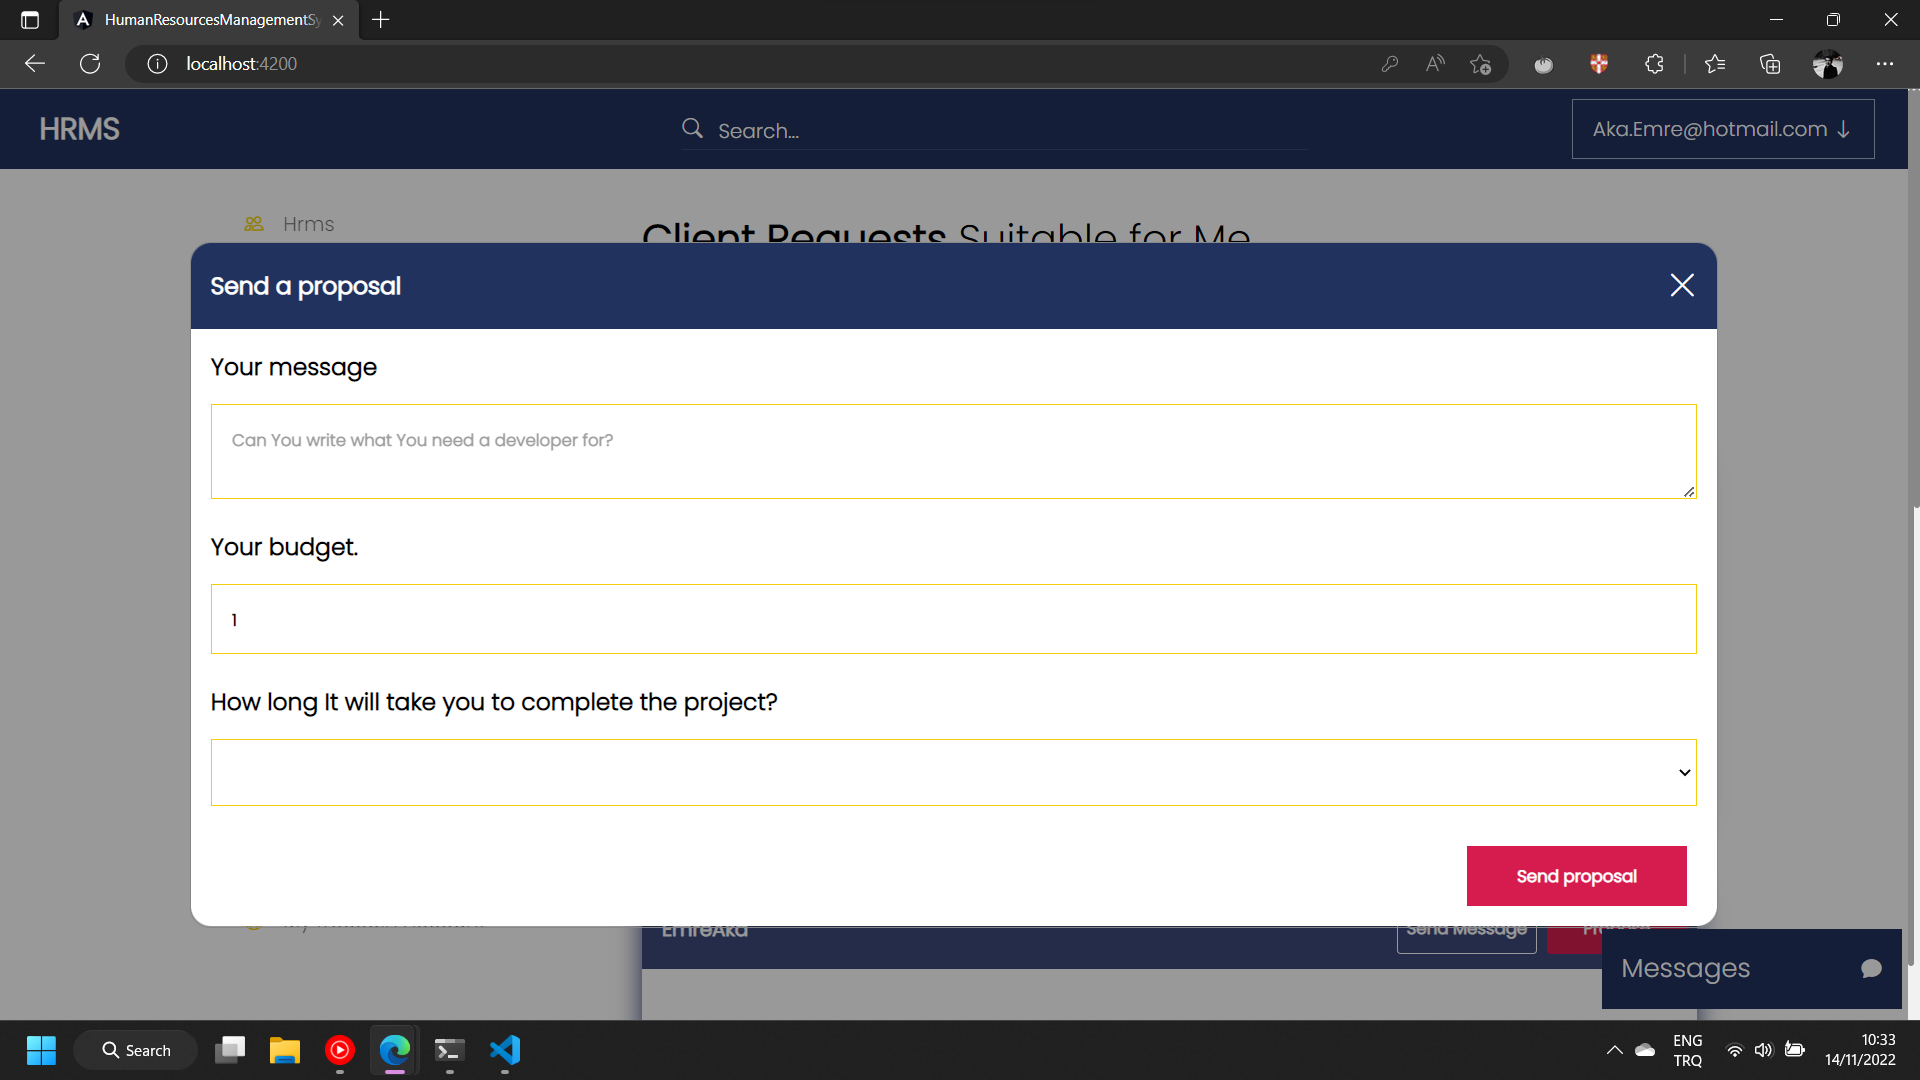 HumanResourcesManagementSy
localhost:4200
HRMS
Search...
Aka.Emre@hotmail.com
Hrms
Client Requests Suitable for Me
Send a proposal
Your message
Can You write what You need a developer for?
Your budget.
1
How long It will take you to complete the project?
Send proposal
EmreAka
Send Message
Messages
Search
ENG
TRQ
10:33
14/11/2022